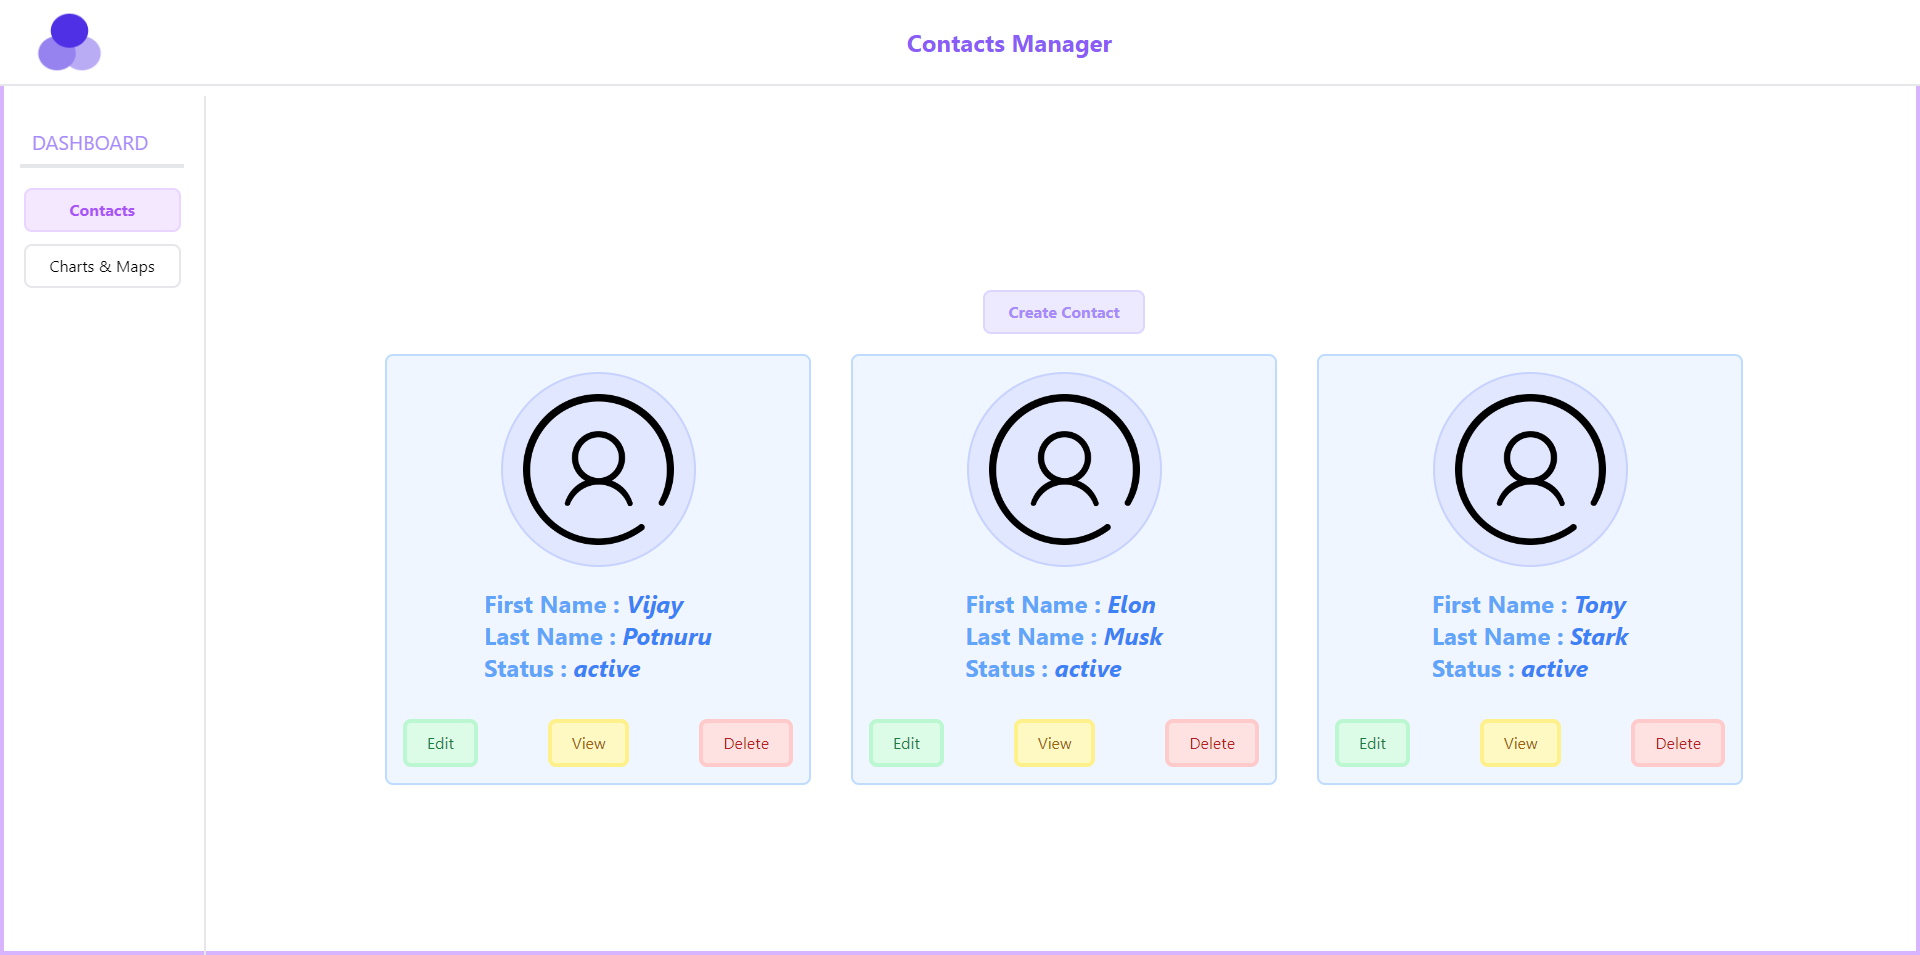 Contacts Manager
DASHBOARD
Contacts
Charts & Maps
Create Contact
First Name : Vijay
Last Name : Potnuru
Status : active
Edit
View
Delete
First Name : Elon
Last Name : Musk
Status : active
Edit
View
Delete
First Name : Tony
Last Name : Stark
Status : active
Edit
View
Delete